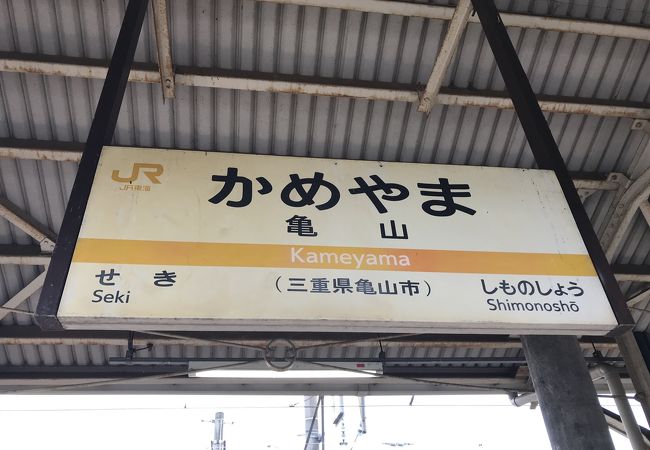 JR
JR東海
かめやま
亀山
Kameyama
せき
Seki
(三重県亀山市)
しものしょう
Shimonoshō